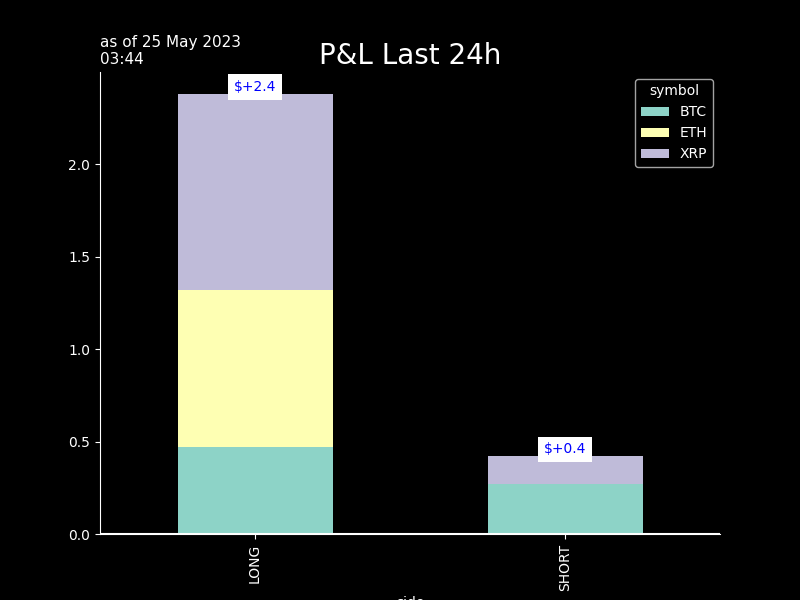 as of 25 May 2023
03:44
P&L Last 24h
$+2.4
symbol
BTC
ETH
XRP
2.0
1.5
1.0
0.5
$+0.4
0.0
LONG
SHORT